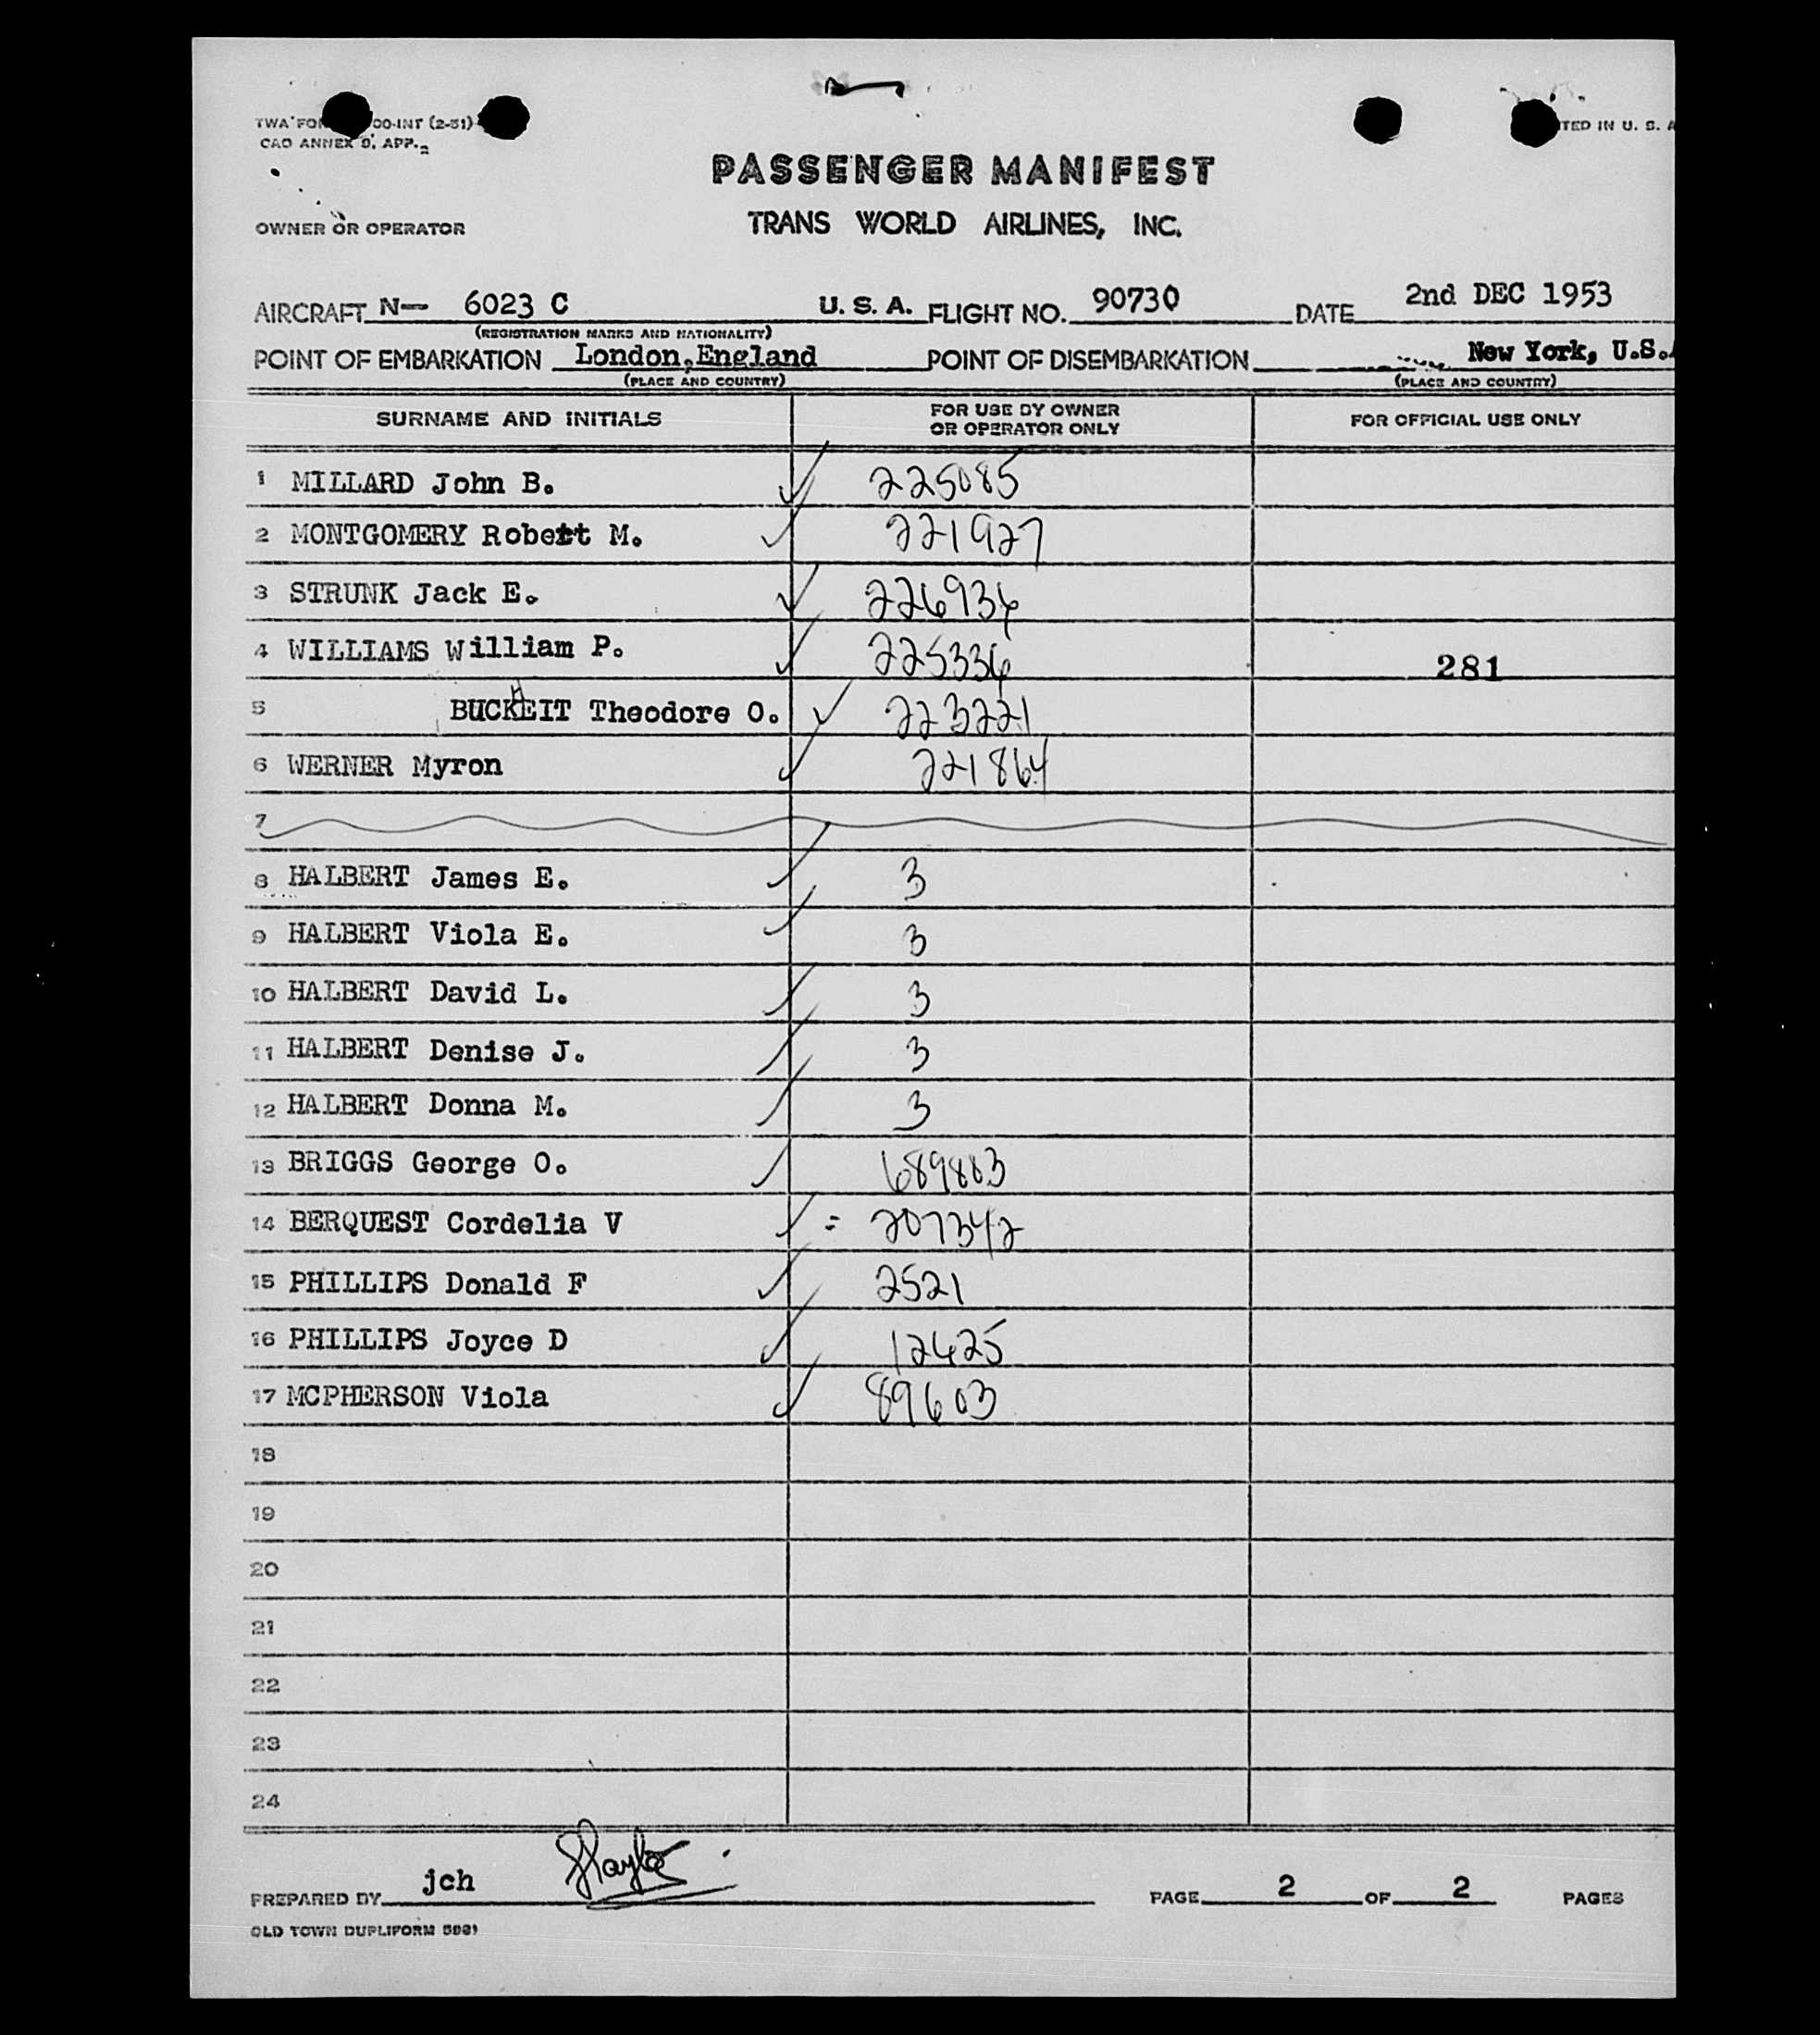 TWA FO 00-INT (2-51)
CAO ANNEX 9, APP. 2
TED IN U. S. A
PASSENGER MANIFEST
OWNER OR OPERATOR TRANS WORLD AIRLINES, INC.
AIRCRAFT N— 6023 C U. S. A. FLIGHT NO. 90730 DATE 2nd DEC 1953
(REGISTRATION MARKS AND NATIONALITY)
POINT OF EMBARKATION London,England POINT OF DISEMBARKATION New York, U.S.A
(PLACE AND COUNTRY) (PLACE AND COUNTRY)
SURNAME AND INITIALS FOR USE BY OWNER OR OPERATOR ONLY FOR OFFICIAL USE ONLY
1 MILLARD John B. 225085
2 MONTGOMERY Robert M. 221927
3 STRUNK Jack E. 226936
4 WILLIAMS William P. 225336 281
5 BUCKHEIT Theodore O. 223221
6 WERNER Myron 221864
7
8 HALBERT James E. 3
9 HALBERT Viola E. 3
10 HALBERT David L. 3
11 HALBERT Denise J. 3
12 HALBERT Donna M. 3
13 BRIGGS George O. 689883
14 BERQUEST Cordelia V = 207342
15 PHILLIPS Donald F 2521
16 PHILLIPS Joyce D 12425
17 MCPHERSON Viola 89603
18
19
20
21
22
23
24
PREPARED BY jch PAGE 2 OF 2 PAGES
OLD TOWN DUPLIFORM